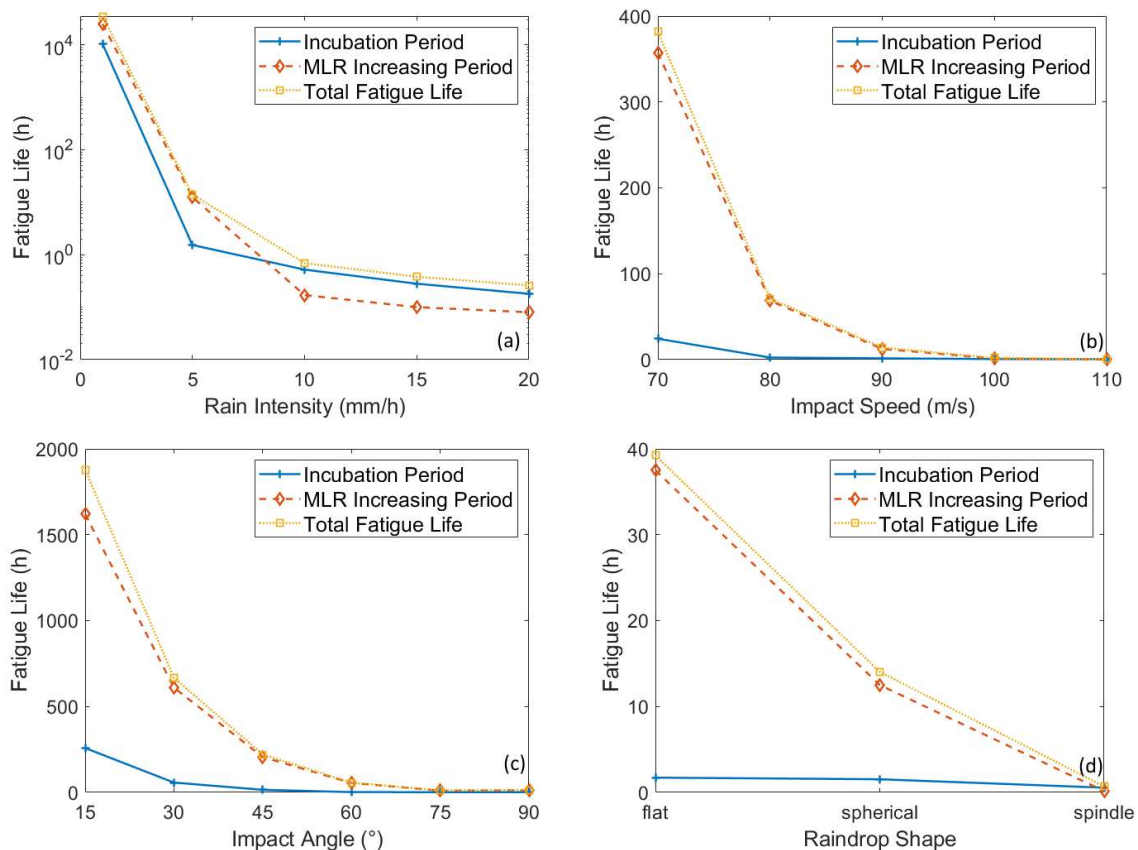 Fatigue Life (h)
10^4
10^2
10^0
10^-2
Incubation Period
MLR Increasing Period
Total Fatigue Life
(a)
0 5 10 15 20
Rain Intensity (mm/h)
Fatigue Life (h)
400
300
200
100
0
Incubation Period
MLR Increasing Period
Total Fatigue Life
(b)
70 80 90 100 110
Impact Speed (m/s)
Fatigue Life (h)
2000
1500
1000
500
0
Incubation Period
MLR Increasing Period
Total Fatigue Life
(c)
15 30 45 60 75 90
Impact Angle (°)
Fatigue Life (h)
40
30
20
10
0
Incubation Period
MLR Increasing Period
Total Fatigue Life
(d)
flat spherical spindle
Raindrop Shape